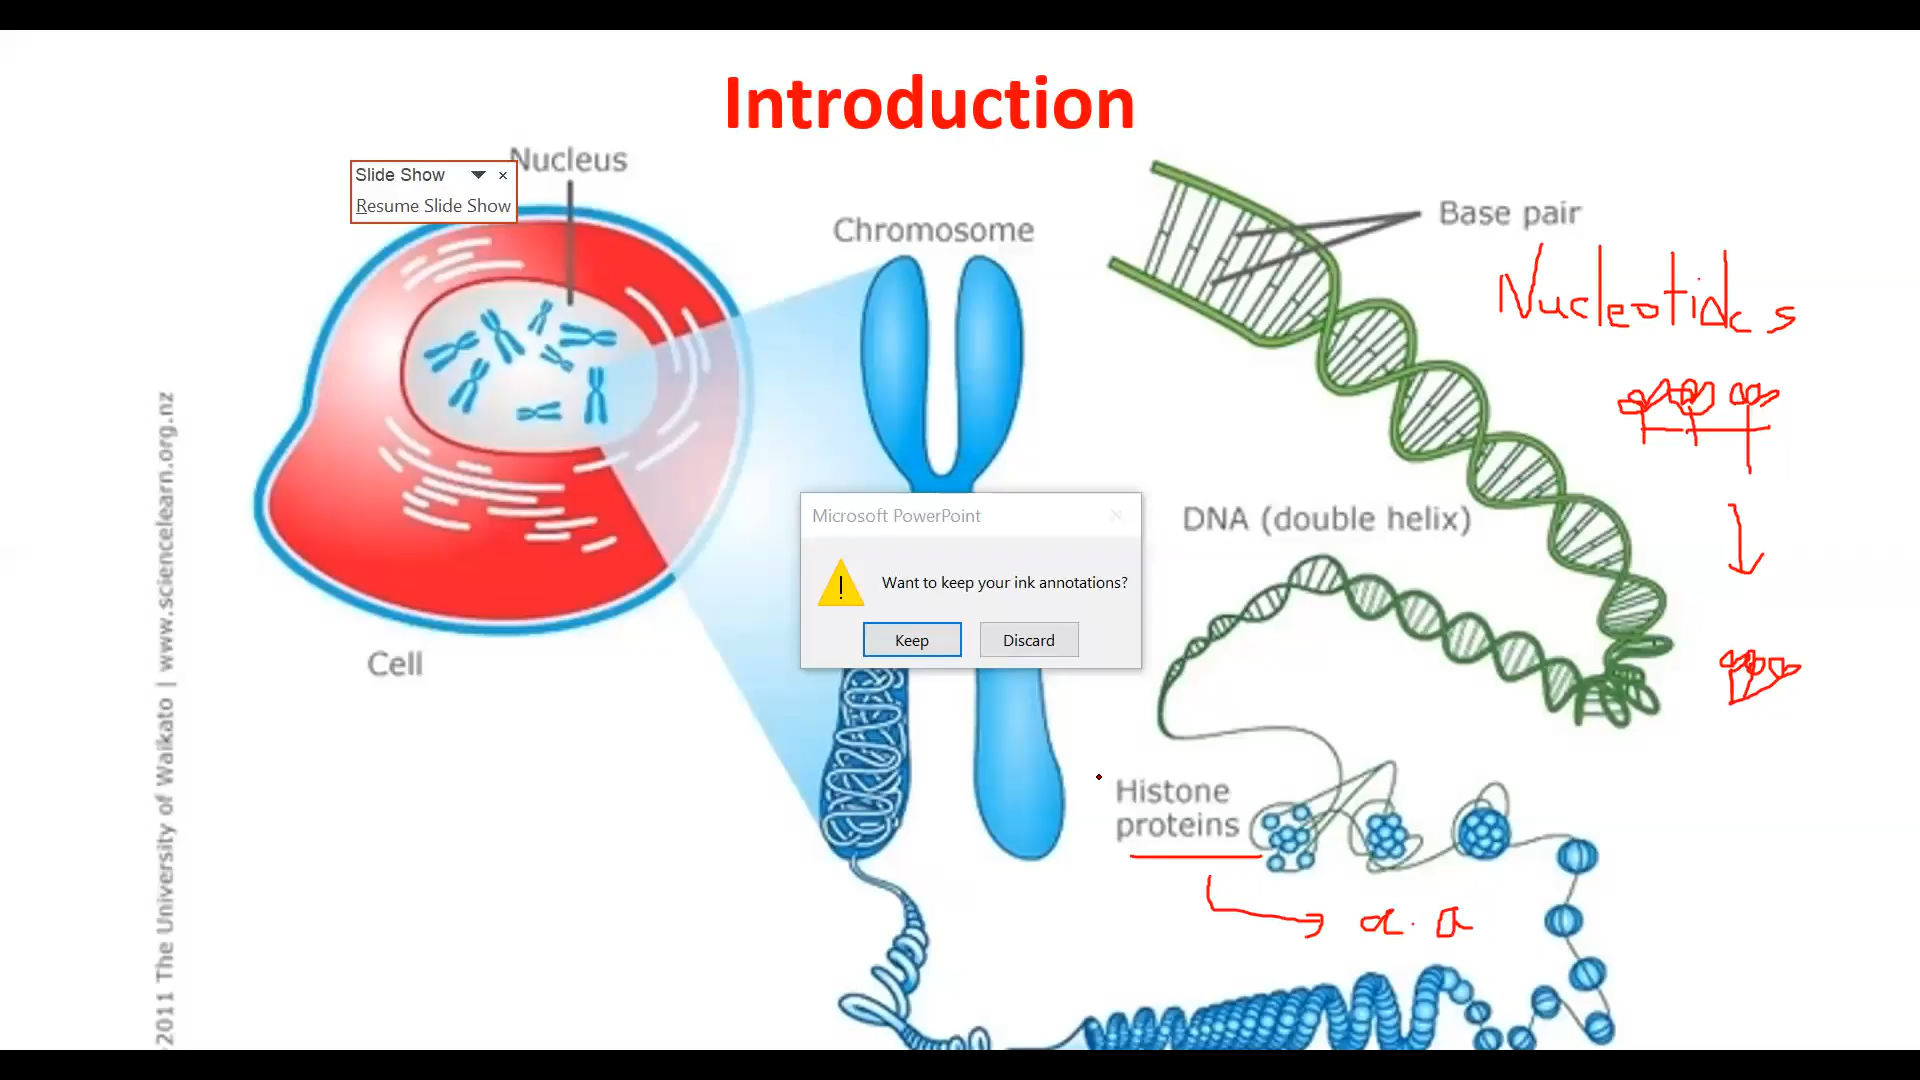 Introduction
Nucleus
Slide Show
Resume Slide Show
Chromosome
Base pair
Nucleotides
DNA (double helix)
Microsoft PowerPoint
Want to keep your ink annotations?
Keep
Discard
Cell
Histone
proteins
a.a
2011 The University of Waikato | www.sciencelearn.org.nz